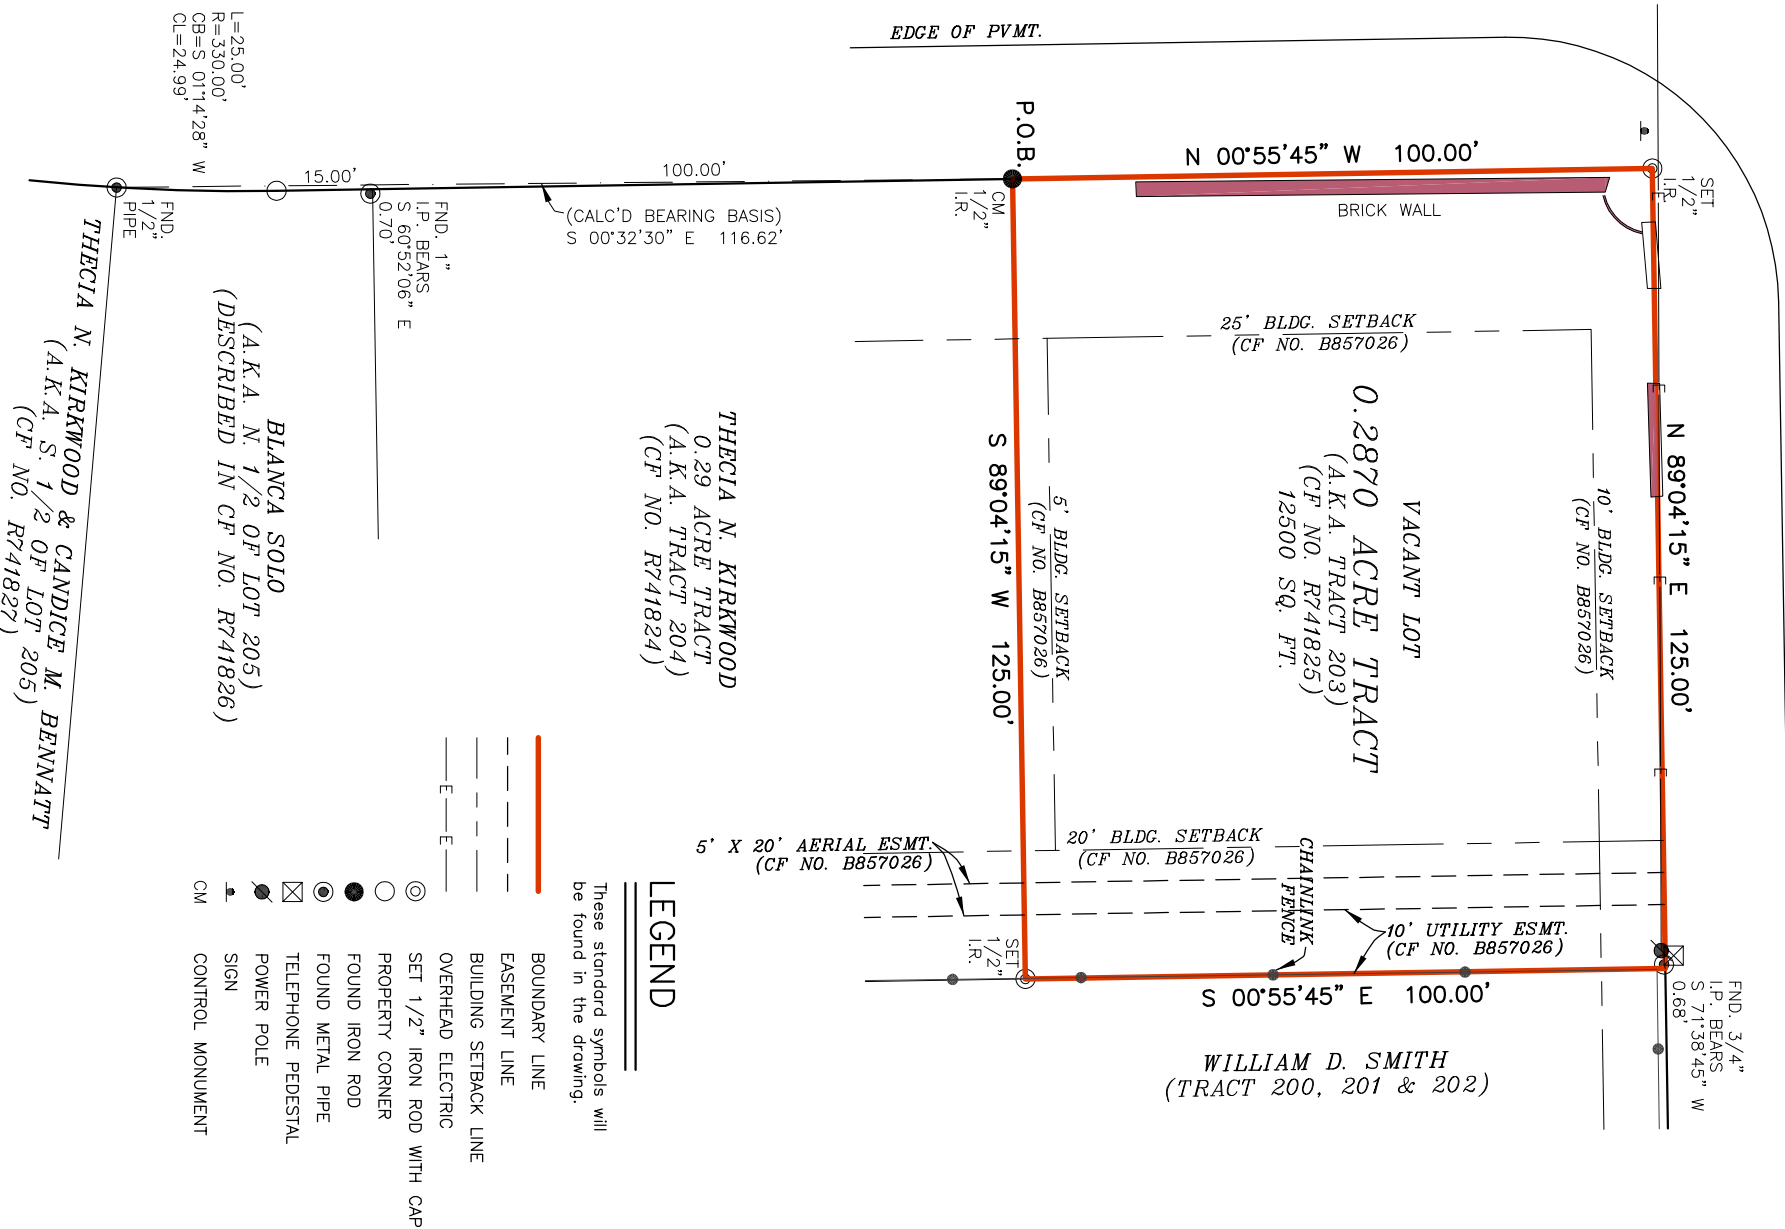 EDGE OF PVMT.
L=25.00'
R=330.00'
CB=S 01°14'28" W
CL=24.99'
P.O.B.
N 00°55'45" W 100.00'
SET
1/2"
I.R.
BRICK WALL
15.00'
100.00'
CM
1/2"
I.R.
(CALC'D BEARING BASIS)
S 00°32'30" E 116.62'
FND.
1/2"
PIPE
FND. 1"
I.P. BEARS
S 60°52'06" E
0.70'
25' BLDG. SETBACK
(CF NO. B857026)
THECIA N. KIRKWOOD & CANDICE M. BENNATT
(A.K.A. S. 1/2 OF LOT 205)
(CF NO. R741827)
BLANCA SOLO
(A.K.A. N. 1/2 OF LOT 205)
(DESCRIBED IN CF NO. R741826)
THECIA N. KIRKWOOD
0.29 ACRE TRACT
(A.K.A. TRACT 204)
(CF NO. R741824)
S 89°04'15" W 125.00'
5' BLDG. SETBACK
(CF NO. B857026)
VACANT LOT
0.2870 ACRE TRACT
(A.K.A. TRACT 203)
(CF NO. R741825)
12500 SQ. FT.
10' BLDG. SETBACK
(CF NO. B857026)
N 89°04'15" E 125.00'
E
E
E
E
5' X 20' AERIAL ESMT.
(CF NO. B857026)
20' BLDG. SETBACK
(CF NO. B857026)
CHAINLINK
FENCE
10' UTILITY ESMT.
(CF NO. B857026)
SET
1/2"
I.R.
S 00°55'45" E 100.00'
FND. 3/4"
I.P. BEARS
S 71°38'45" W
0.68'
WILLIAM D. SMITH
(TRACT 200, 201 & 202)
LEGEND
These standard symbols will
be found in the drawing.
BOUNDARY LINE
EASEMENT LINE
BUILDING SETBACK LINE
E E OVERHEAD ELECTRIC
SET 1/2" IRON ROD WITH CAP
PROPERTY CORNER
FOUND IRON ROD
FOUND METAL PIPE
TELEPHONE PEDESTAL
POWER POLE
SIGN
CM CONTROL MONUMENT